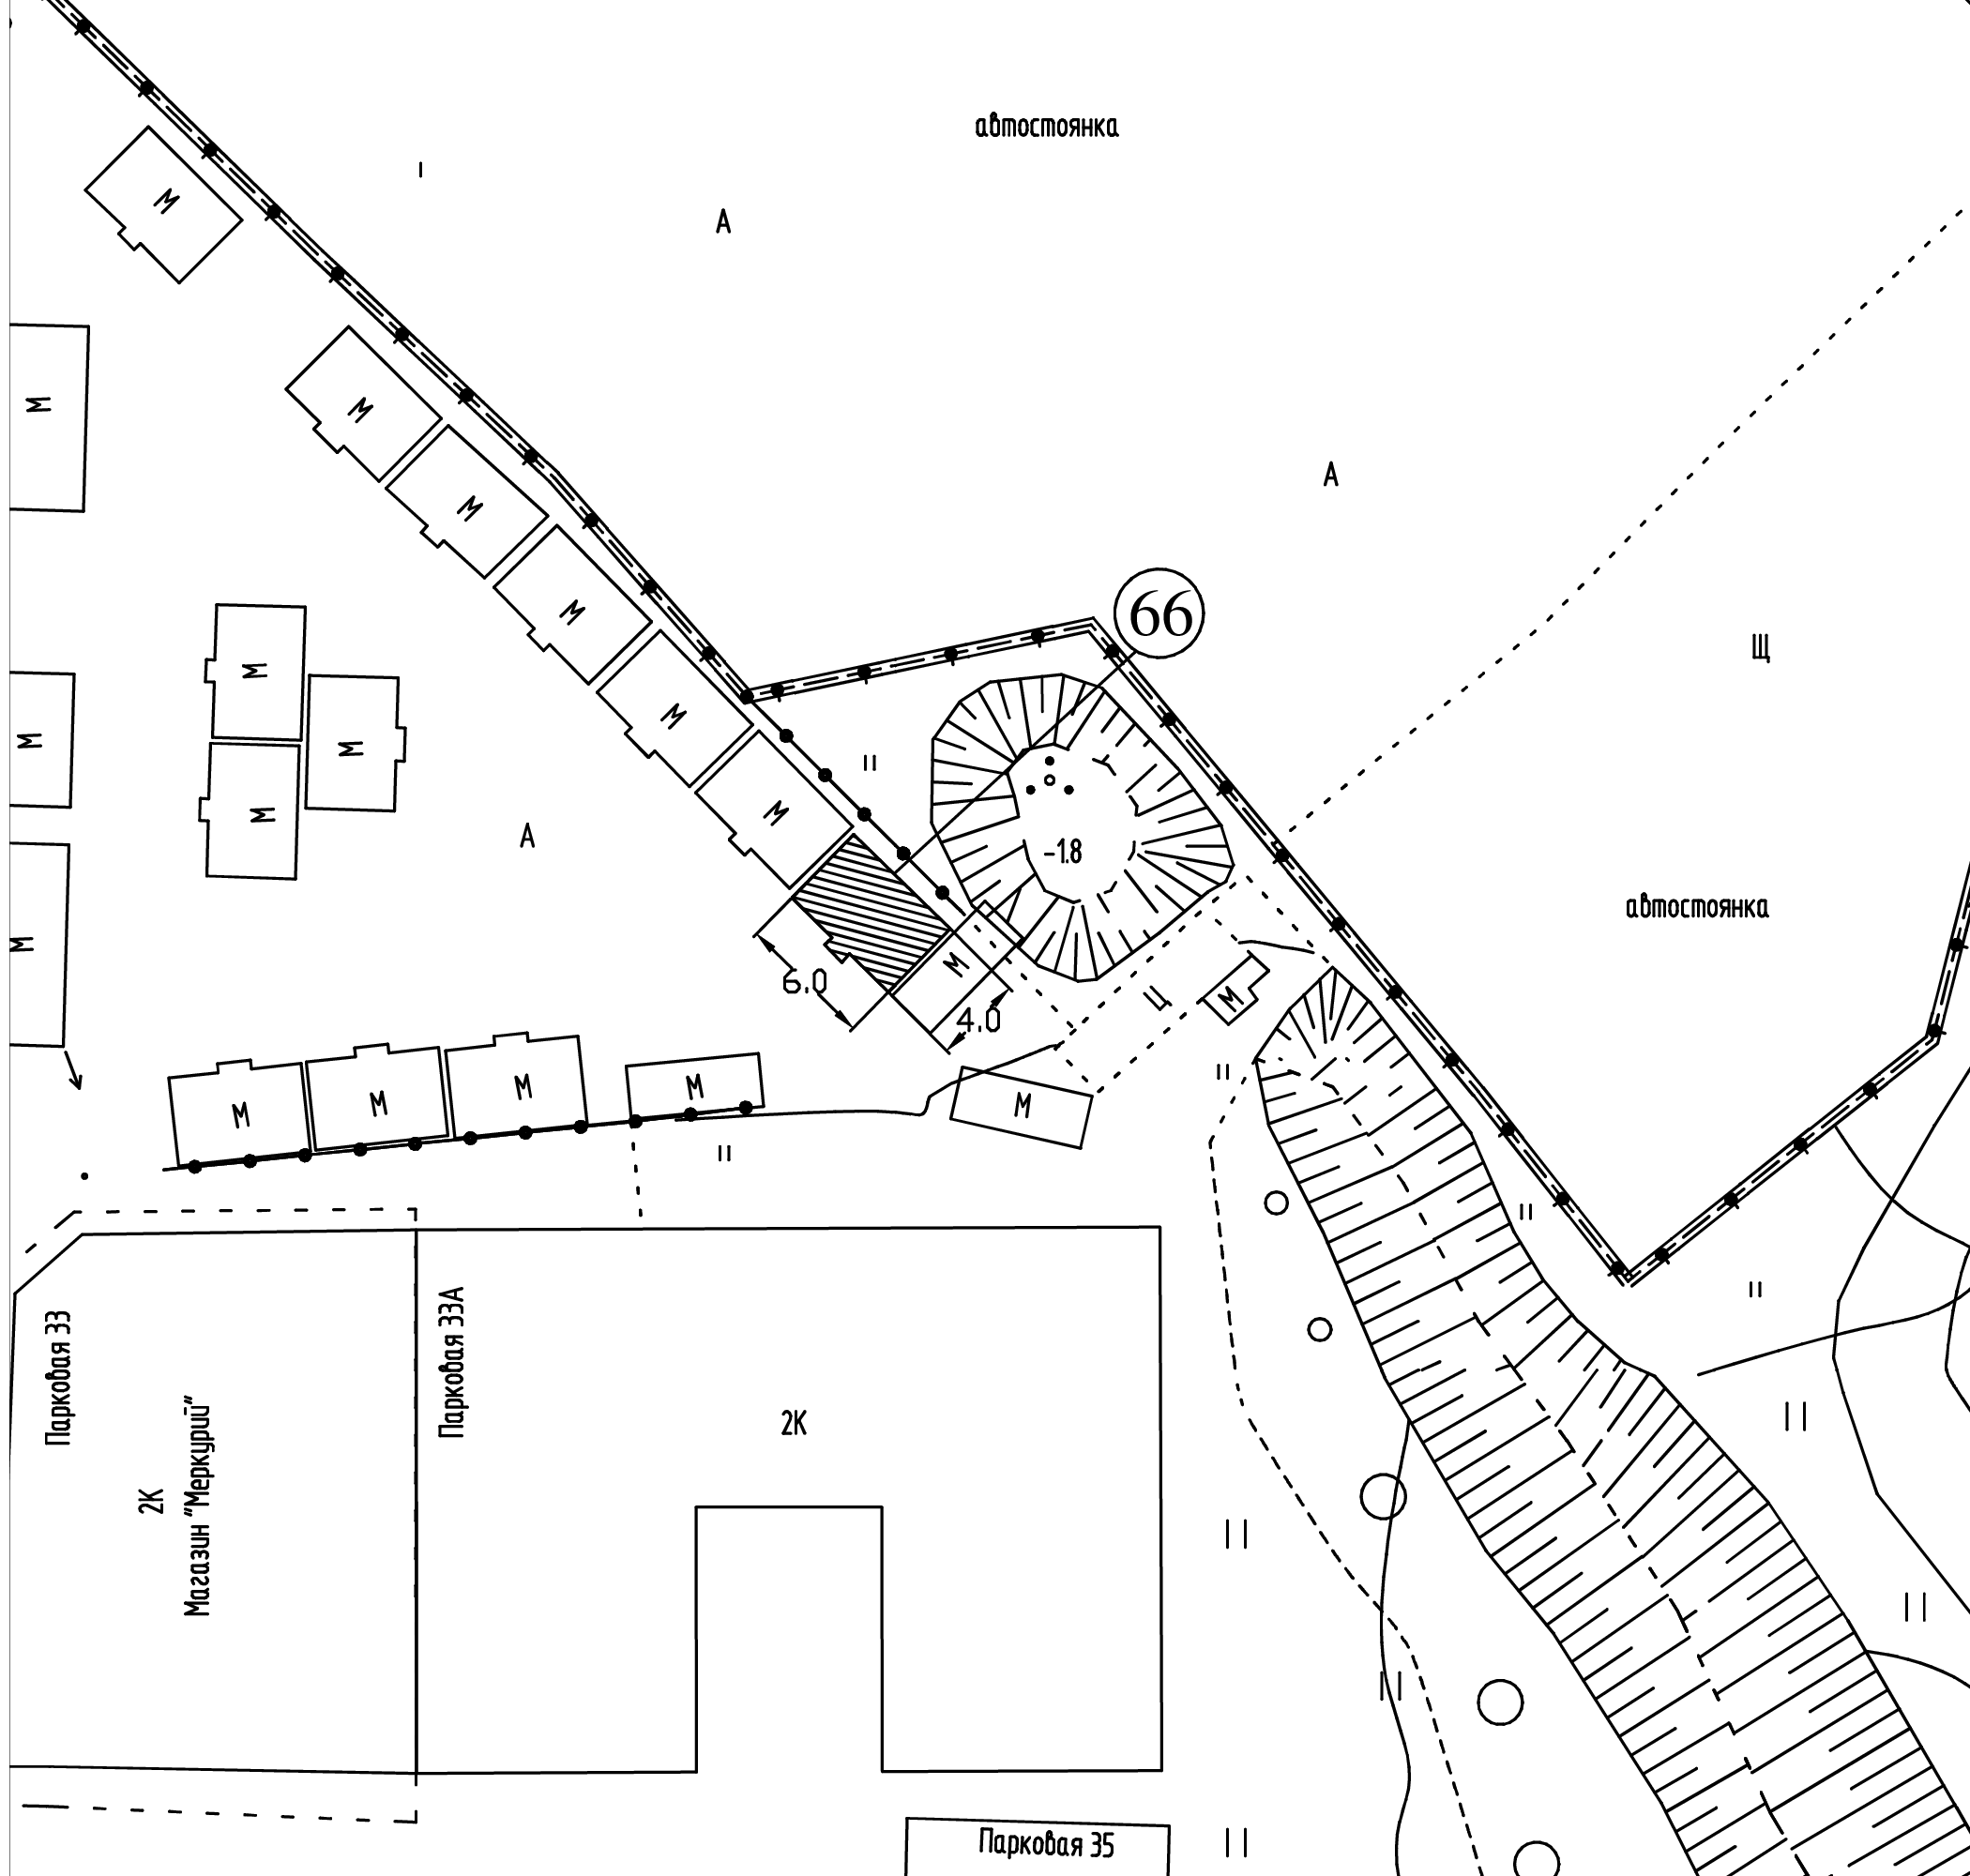 автостоянка
М
А
М
М
А
М
М
66
Щ
М
М
М
М
М
М
М
А
-1.8
автостоянка
М
М
6.0
4.0
Ц
М
М
М
М
М
М
Парковая 33
Парковая 33А
2К
2К
Магазин "Меркурий"
Парковая 35